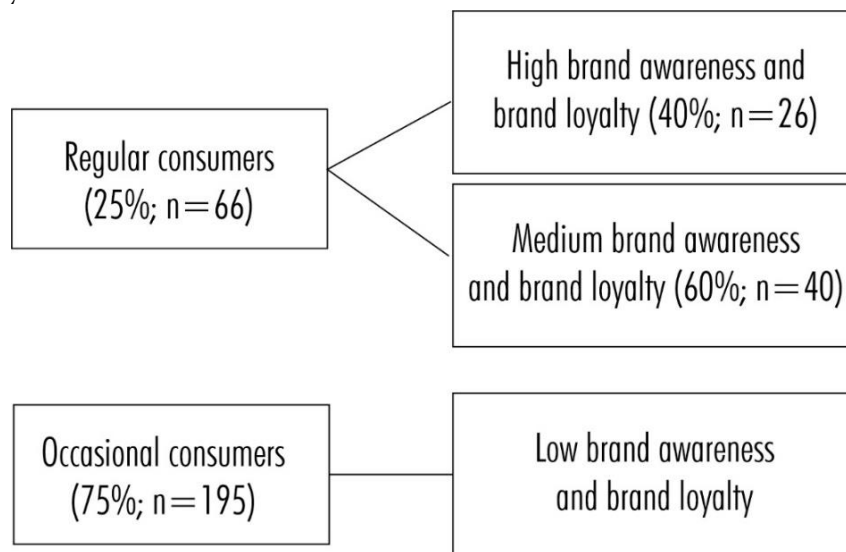 Regular consumers
(25%; n=66)
High brand awareness and
brand loyalty (40%; n=26)
Medium brand awareness
and brand loyalty (60%; n=40)
Occasional consumers
(75%; n=195)
Low brand awareness
and brand loyalty